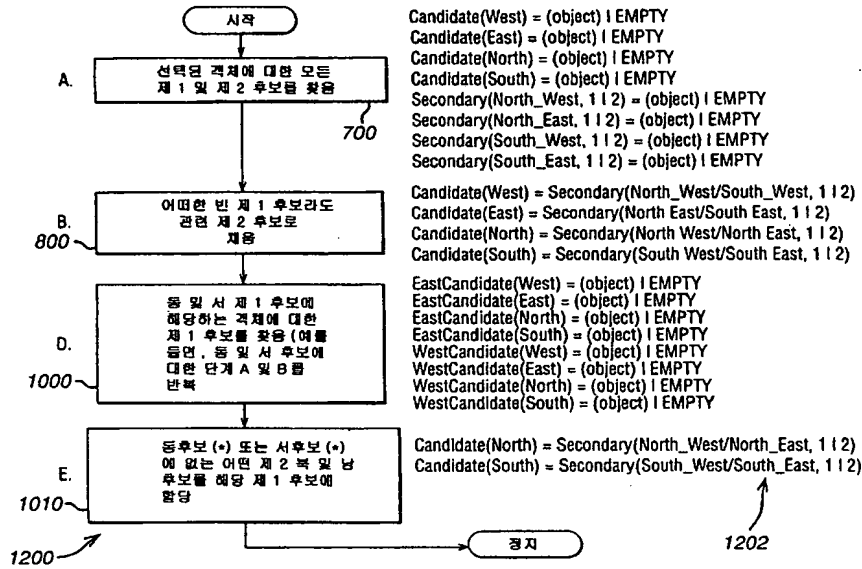 시작
Candidate(West) = (object) | EMPTY
Candidate(East) = (object) | EMPTY
Candidate(North) = (object) | EMPTY
Candidate(South) = (object) | EMPTY
Secondary(North_West, 1 | 2) = (object) | EMPTY
Secondary(North_East, 1 | 2) = (object) | EMPTY
Secondary(South_West, 1 | 2) = (object) | EMPTY
Secondary(South_East, 1 | 2) = (object) | EMPTY
A.
선택된 객체에 대한 모든
제 1 및 제 2 후보를 찾음
700
B.
800
어떠한 빈 제 1 후보라도
관련 제 2 후보로
채움
Candidate(West) = Secondary(North_West/South_West, 1 | 2)
Candidate(East) = Secondary(North East/South East, 1 | 2)
Candidate(North) = Secondary(North West/North East, 1 | 2)
Candidate(South) = Secondary(South West/South East, 1 | 2)
D.
1000
동 및 서 제 1 후보에
해당하는 객체에 대한
제 1 후보를 찾음 (예를
들면, 동 및 서 후보에
대한 단계 A 및 B를
반복
EastCandidate(West) = (object) | EMPTY
EastCandidate(East) = (object) | EMPTY
EastCandidate(North) = (object) | EMPTY
EastCandidate(South) = (object) | EMPTY
WestCandidate(West) = (object) | EMPTY
WestCandidate(East) = (object) | EMPTY
WestCandidate(North) = (object) | EMPTY
WestCandidate(South) = (object) | EMPTY
E.
1010
동후보 (*) 또는 서후보 (*)
에 없는 어떤 제 2 북 및 남
후보를 해당 제 1 후보에
할당
Candidate(North) = Secondary(North_West/North_East, 1 | 2)
Candidate(South) = Secondary(South_West/South_East, 1 | 2)
1200
정지
1202